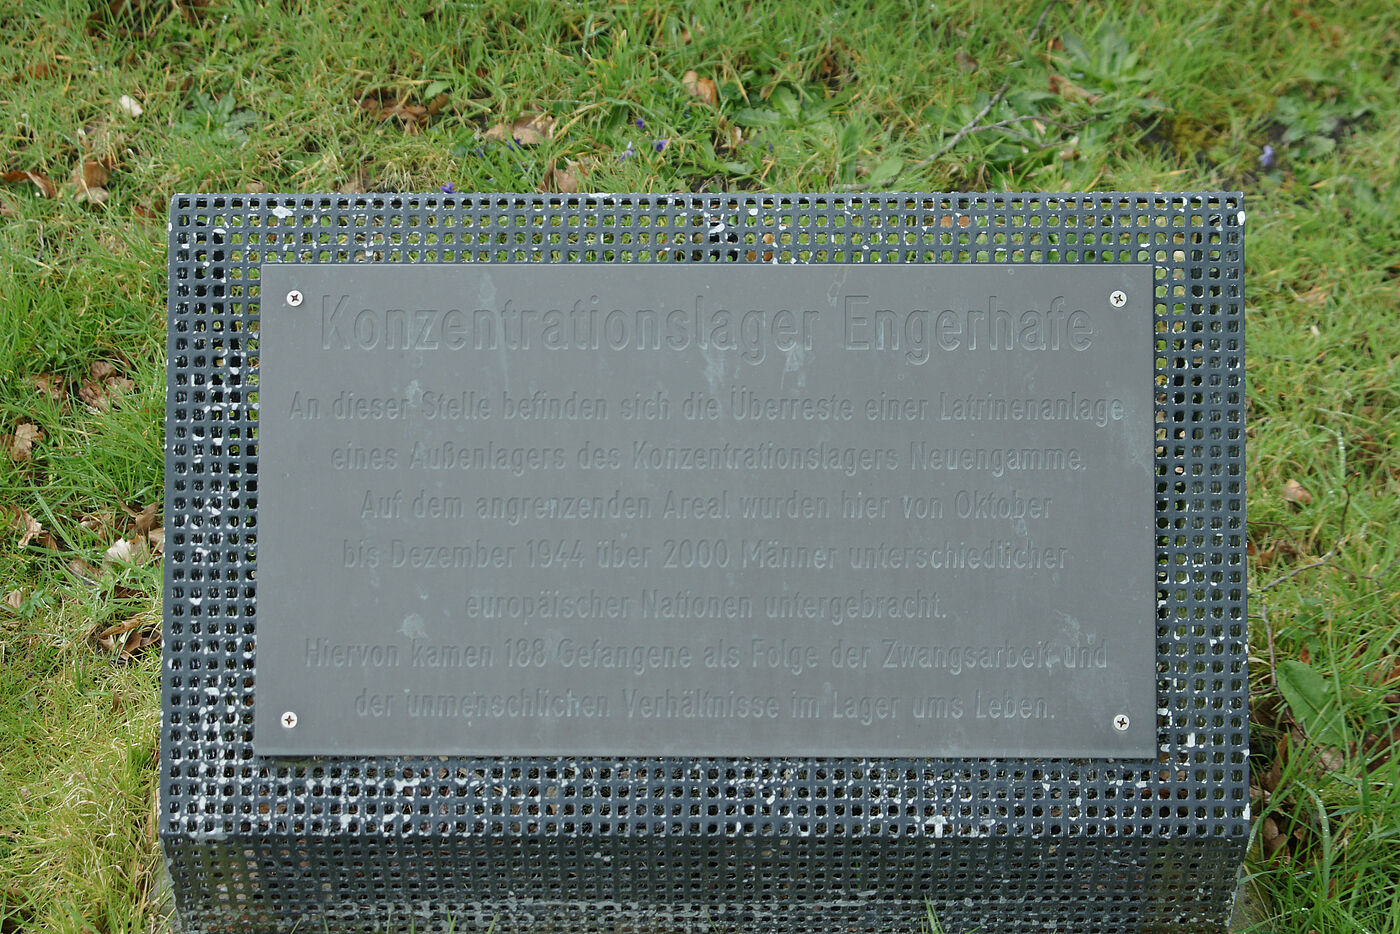 Konzentrationslager Engerhafe
An dieser Stelle befinden sich die Überreste einer Latrinenanlage
eines Außenlagers des Konzentrationslagers Neuengamme.
Auf dem angrenzenden Areal wurden hier von Oktober
bis Dezember 1944 über 2000 Männer unterschiedlicher
europäischer Nationen untergebracht.
Hiervon kamen 188 Gefangene als Folge der Zwangsarbeit und
der unmenschlichen Verhältnisse im Lager ums Leben.